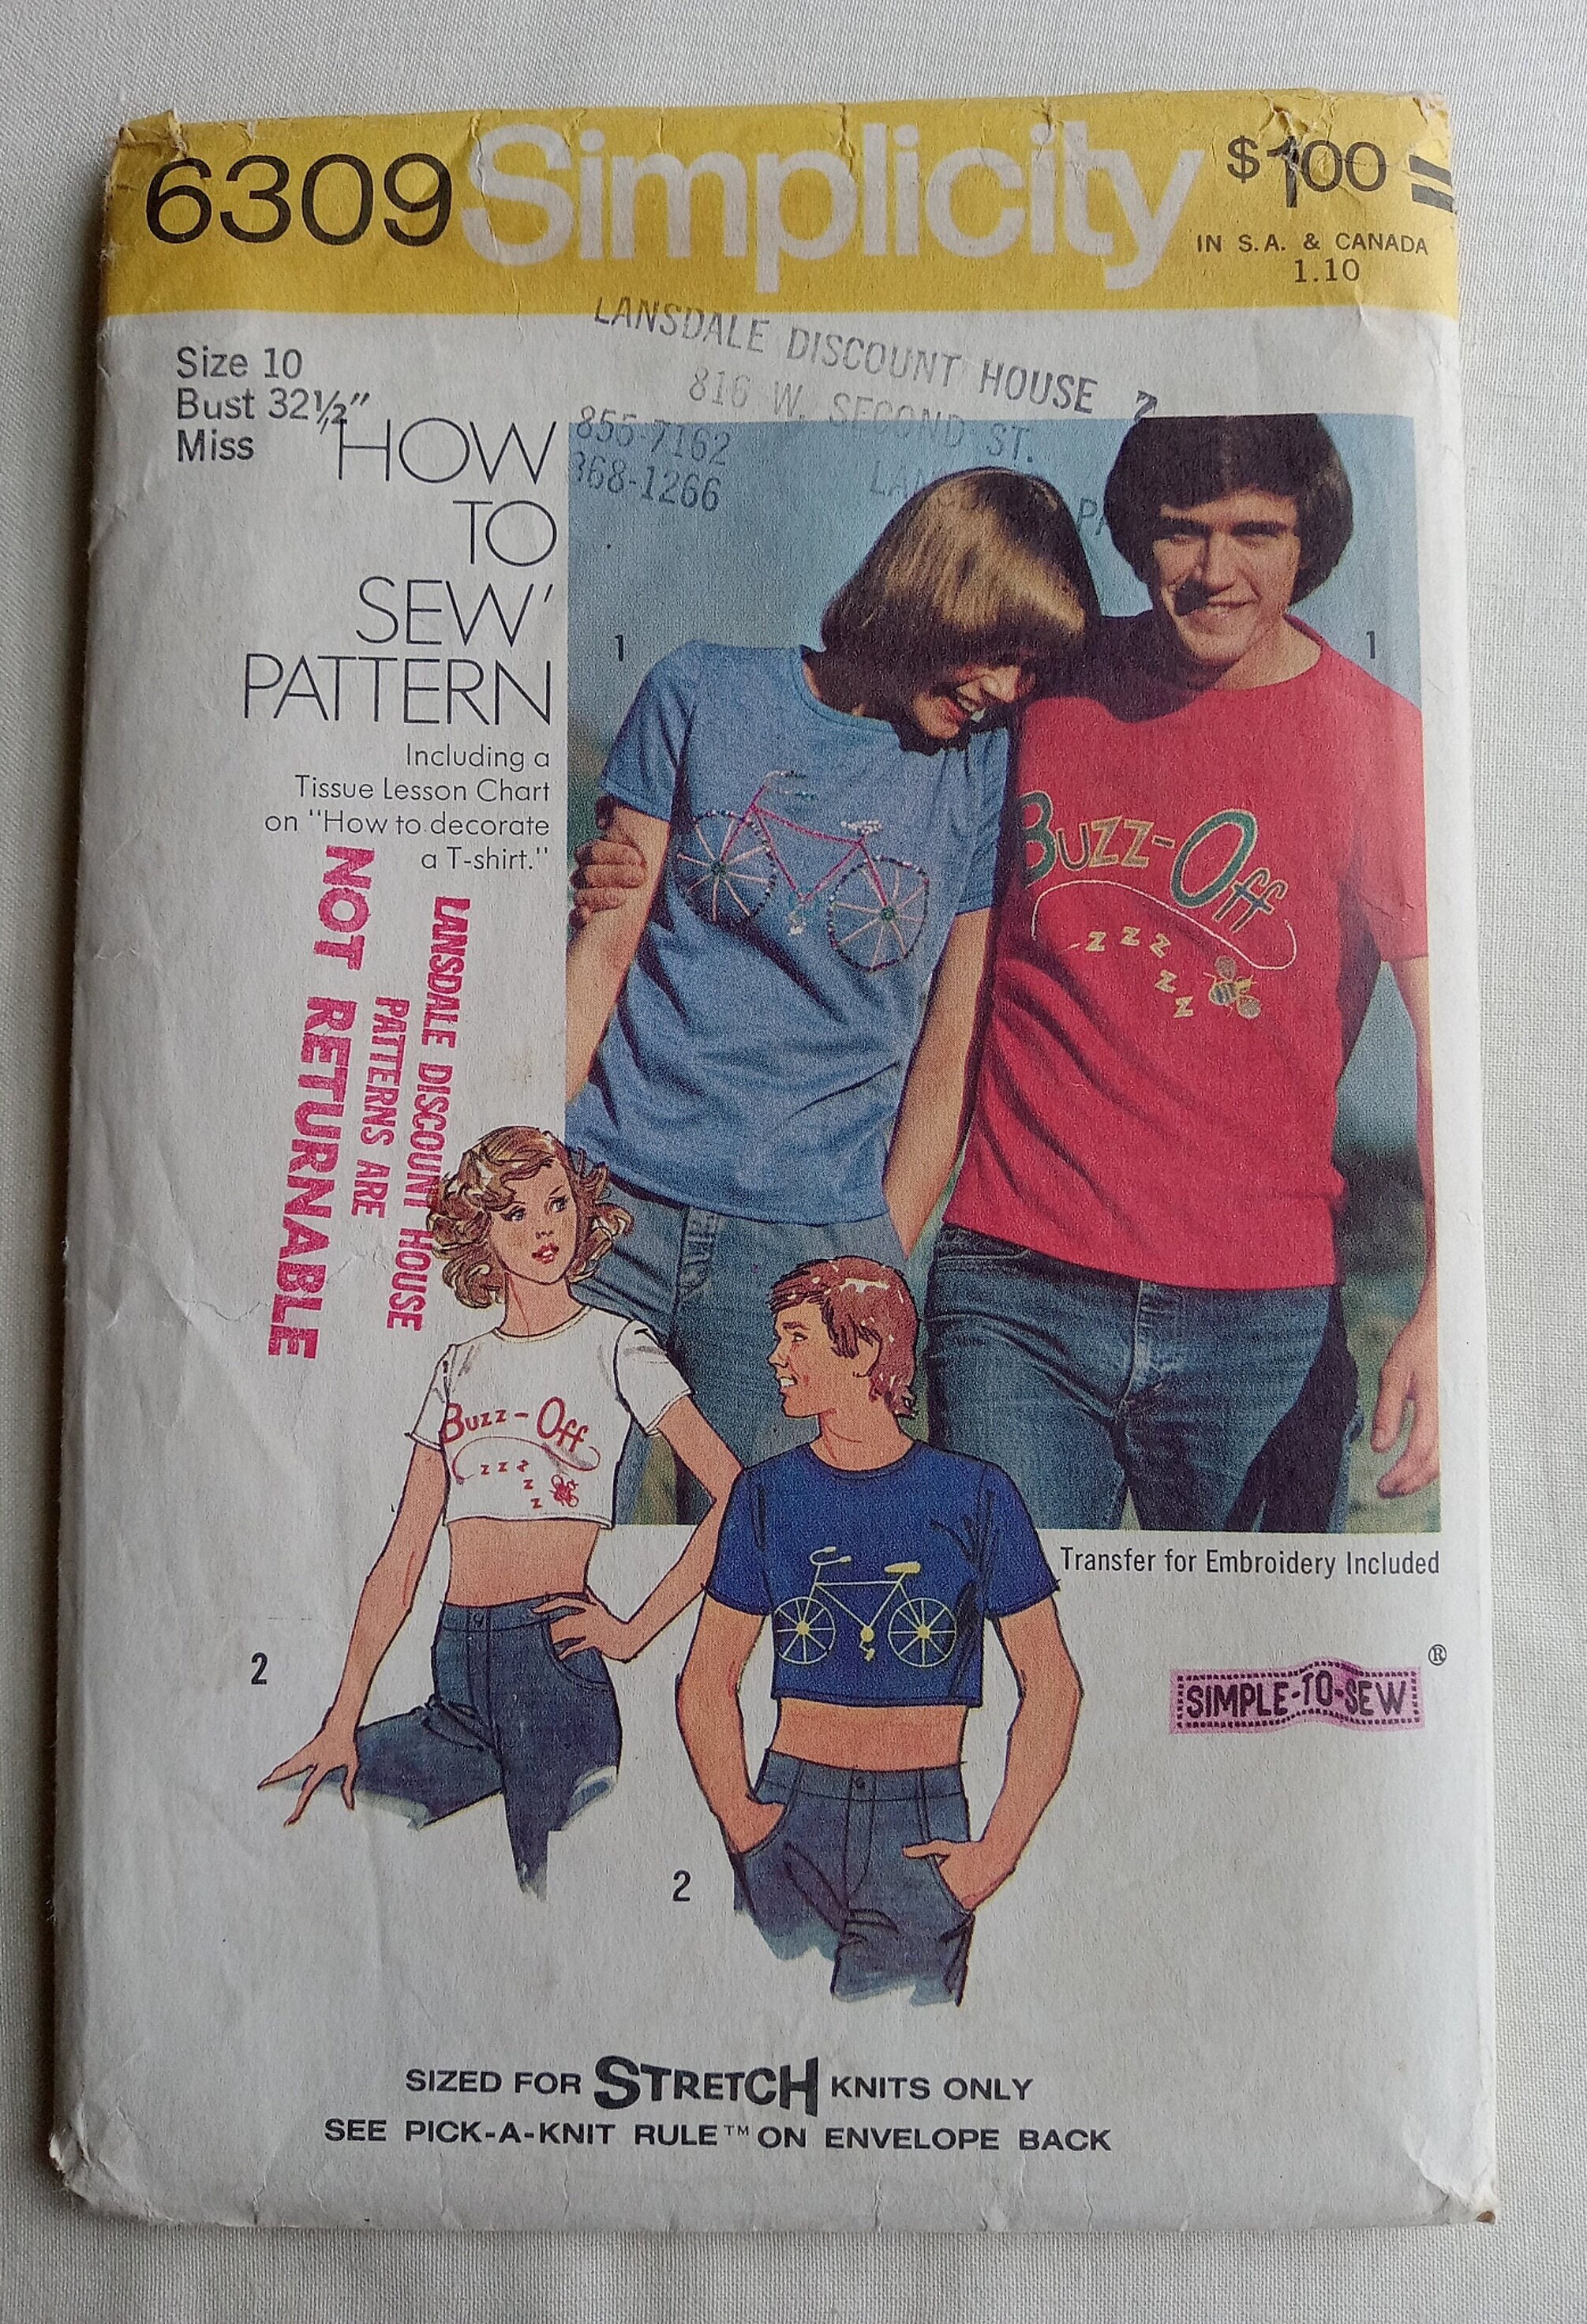 6309 Simplicity $1.00
IN S.A. & CANADA
1.10
LANSDALE DISCOUNT HOUSE
816 W. SECOND ST.
855-7162
368-1266
Size 10
Bust 32½"
Miss
'HOW
TO
SEW'
PATTERN
Including a
Tissue Lesson Chart
on "How to decorate
a T-shirt."
LANSDALE DISCOUNT HOUSE
PATTERNS ARE
NOT RETURNABLE
1
1
BUZZ-OFF
Z Z Z
Z
Z
BUZZ-OFF
Z Z Z
Z
Z
Transfer for Embroidery Included
2
SIMPLE-TO-SEW®
2
SIZED FOR STRETCH KNITS ONLY
SEE PICK-A-KNIT RULE™ ON ENVELOPE BACK